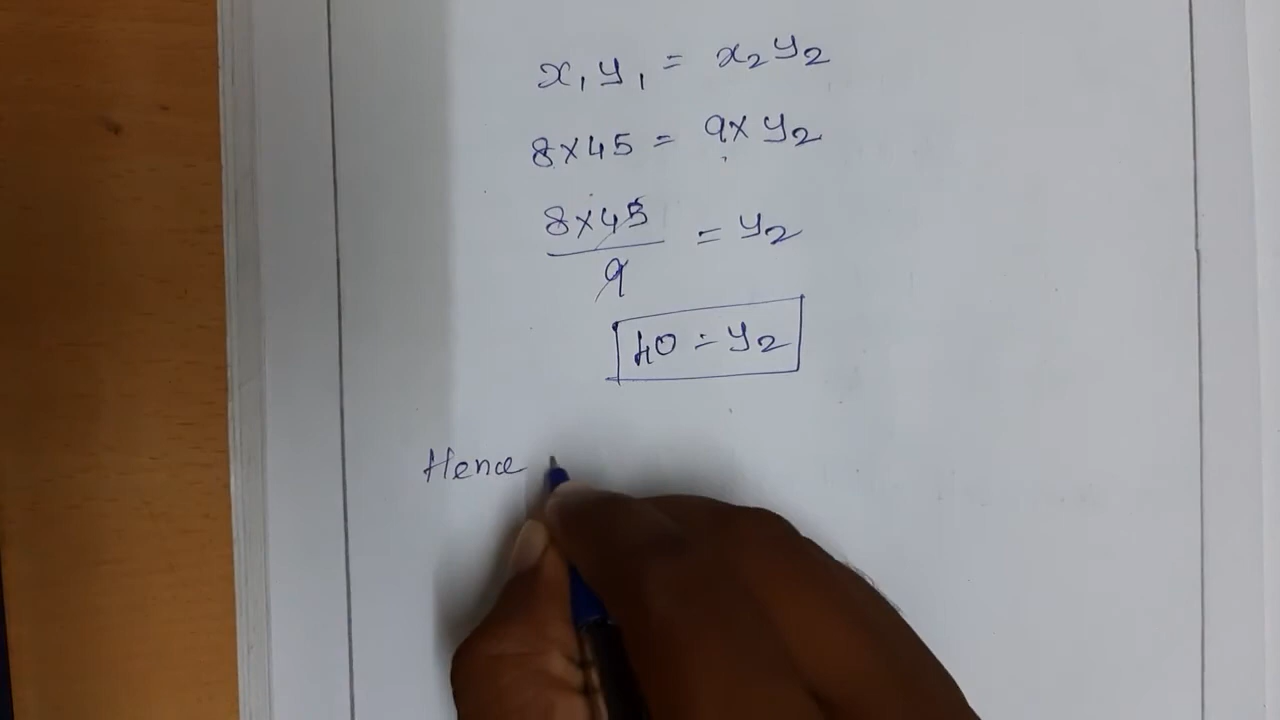 x₁y₁ = x₂y₂
8×45 = 9×y₂
8×45
——— = y₂
9
40 = y₂
Hence